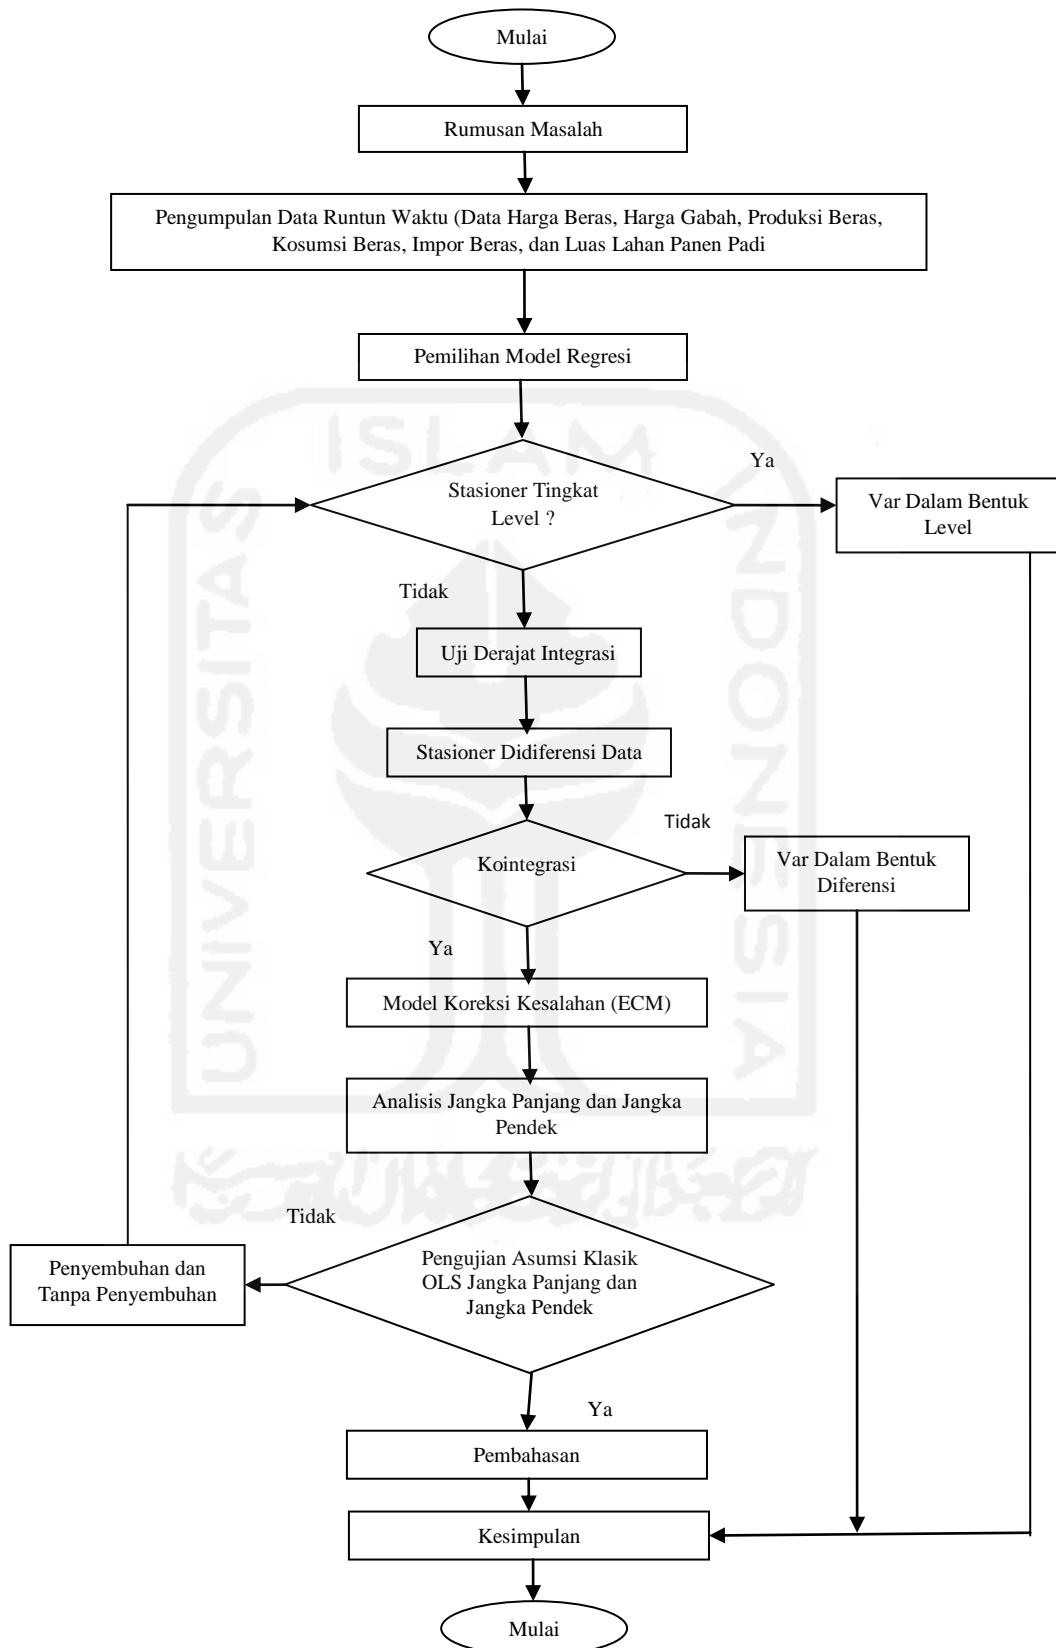 Mulai
Rumusan Masalah
Pengumpulan Data Runtun Waktu (Data Harga Beras, Harga Gabah, Produksi Beras,
Kosumsi Beras, Impor Beras, dan Luas Lahan Panen Padi
Pemilihan Model Regresi
Stasioner Tingkat
Level ?
Ya
Var Dalam Bentuk
Level
Tidak
Uji Derajat Integrasi
Stasioner Didiferensi Data
Kointegrasi
Tidak
Var Dalam Bentuk
Diferensi
Ya
Model Koreksi Kesalahan (ECM)
Analisis Jangka Panjang dan Jangka
Pendek
Tidak
Penyembuhan dan
Tanpa Penyembuhan
Pengujian Asumsi Klasik
OLS Jangka Panjang dan
Jangka Pendek
Ya
Pembahasan
Kesimpulan
Mulai
UNIVERSITAS
ISLAM
INDONESIA